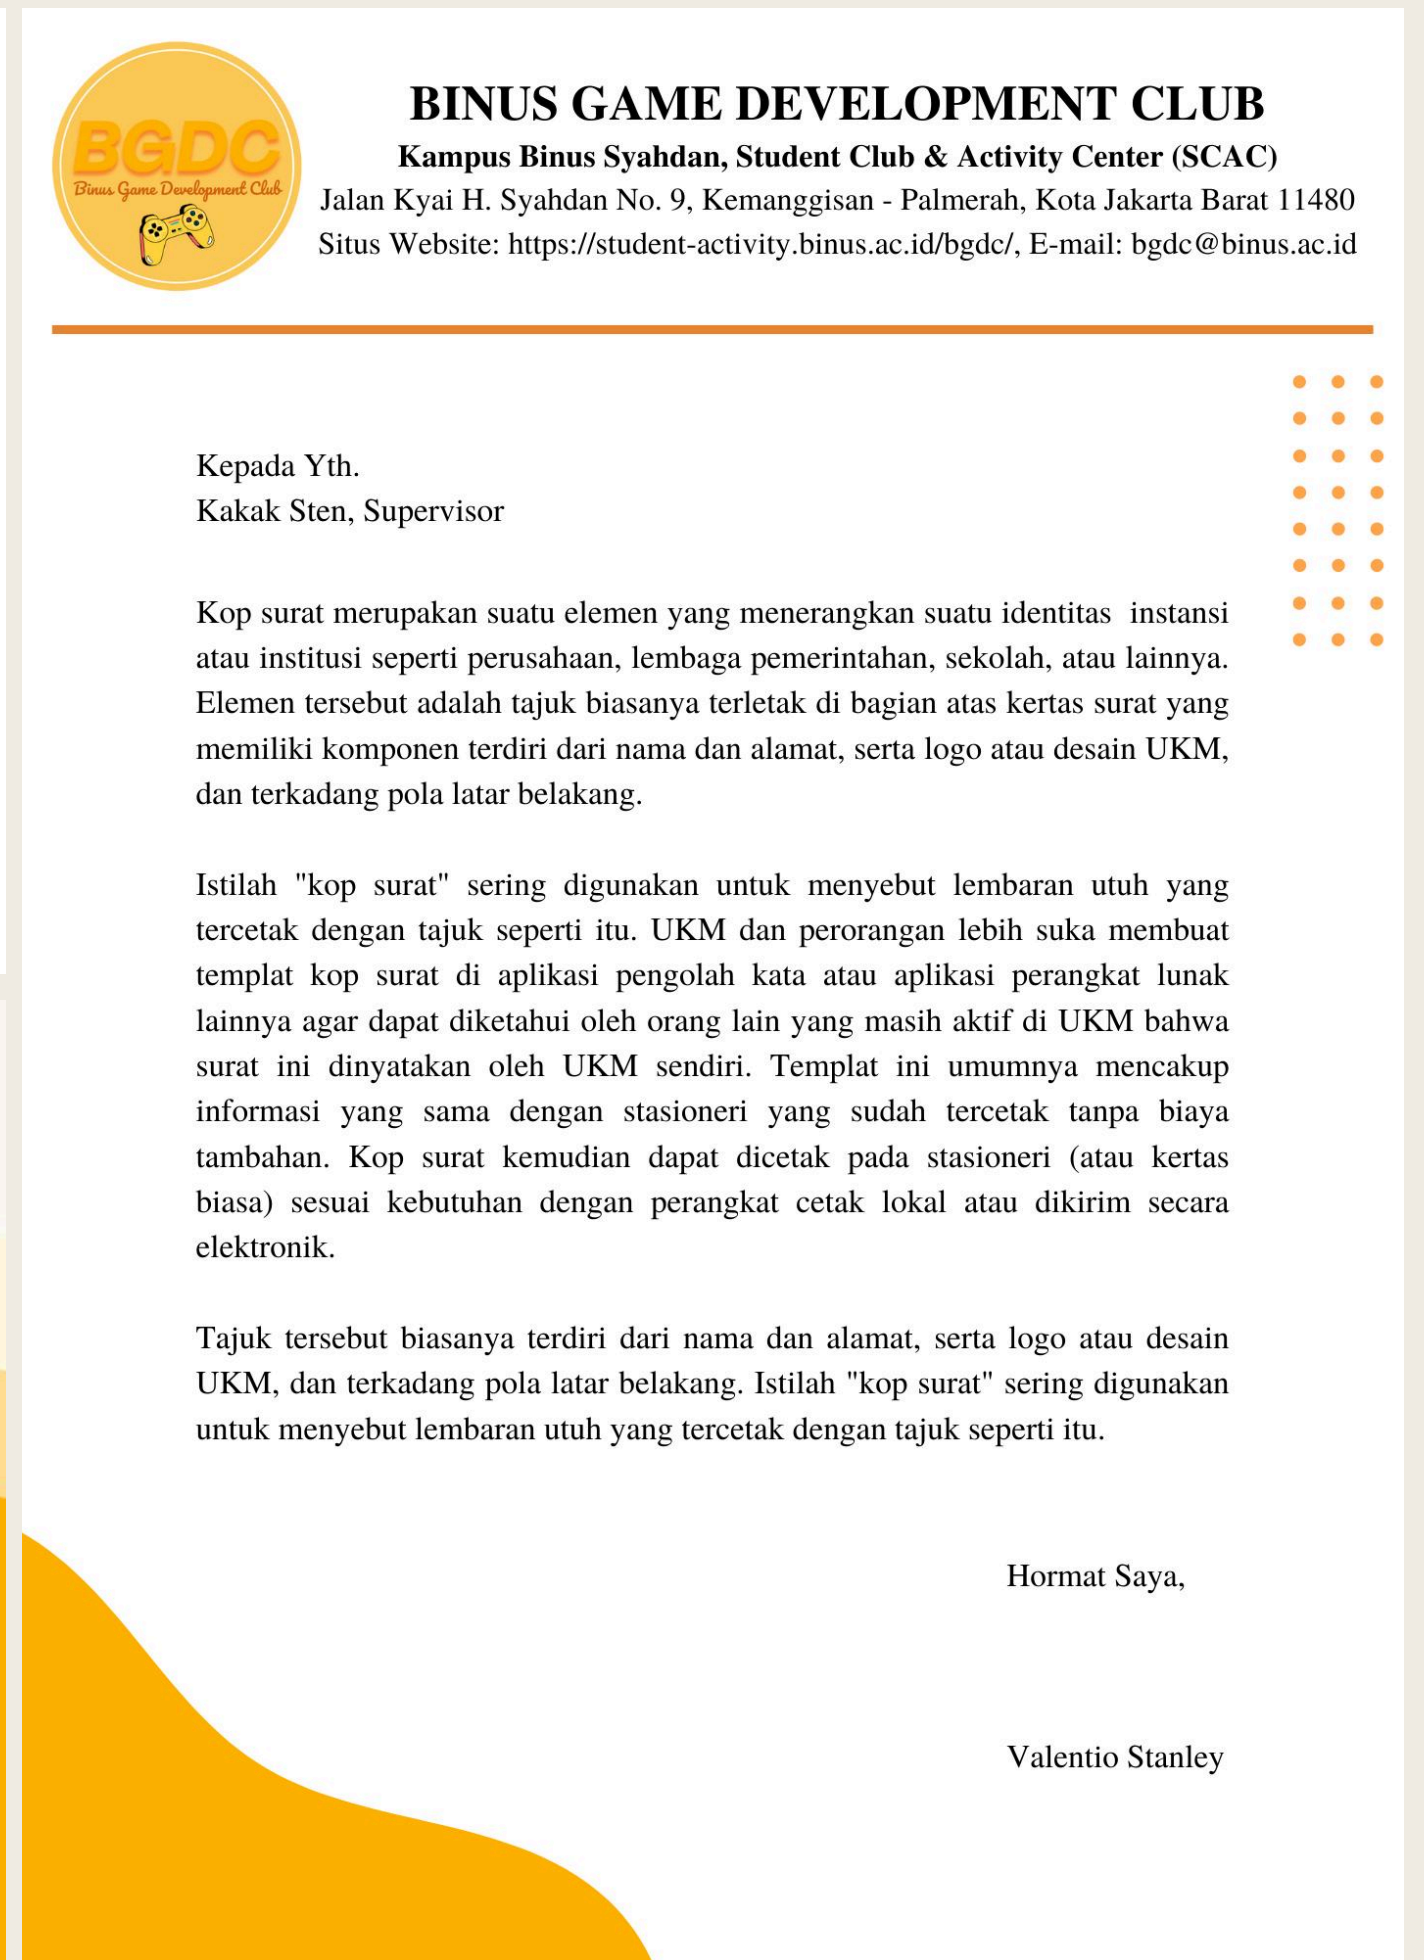 BGDC
Binus Game Development Club
BINUS GAME DEVELOPMENT CLUB
Kampus Binus Syahdan, Student Club & Activity Center (SCAC)
Jalan Kyai H. Syahdan No. 9, Kemanggisan - Palmerah, Kota Jakarta Barat 11480
Situs Website: https://student-activity.binus.ac.id/bgdc/, E-mail: bgdc@binus.ac.id
Kepada Yth.
Kakak Sten, Supervisor
Kop surat merupakan suatu elemen yang menerangkan suatu identitas  instansi
atau institusi seperti perusahaan, lembaga pemerintahan, sekolah, atau lainnya.
Elemen tersebut adalah tajuk biasanya terletak di bagian atas kertas surat yang
memiliki komponen terdiri dari nama dan alamat, serta logo atau desain UKM,
dan terkadang pola latar belakang.
Istilah "kop surat" sering digunakan untuk menyebut lembaran utuh yang
tercetak dengan tajuk seperti itu. UKM dan perorangan lebih suka membuat
templat kop surat di aplikasi pengolah kata atau aplikasi perangkat lunak
lainnya agar dapat diketahui oleh orang lain yang masih aktif di UKM bahwa
surat ini dinyatakan oleh UKM sendiri. Templat ini umumnya mencakup
informasi yang sama dengan stasioneri yang sudah tercetak tanpa biaya
tambahan. Kop surat kemudian dapat dicetak pada stasioneri (atau kertas
biasa) sesuai kebutuhan dengan perangkat cetak lokal atau dikirim secara
elektronik.
Tajuk tersebut biasanya terdiri dari nama dan alamat, serta logo atau desain
UKM, dan terkadang pola latar belakang. Istilah "kop surat" sering digunakan
untuk menyebut lembaran utuh yang tercetak dengan tajuk seperti itu.
Hormat Saya,
Valentio Stanley